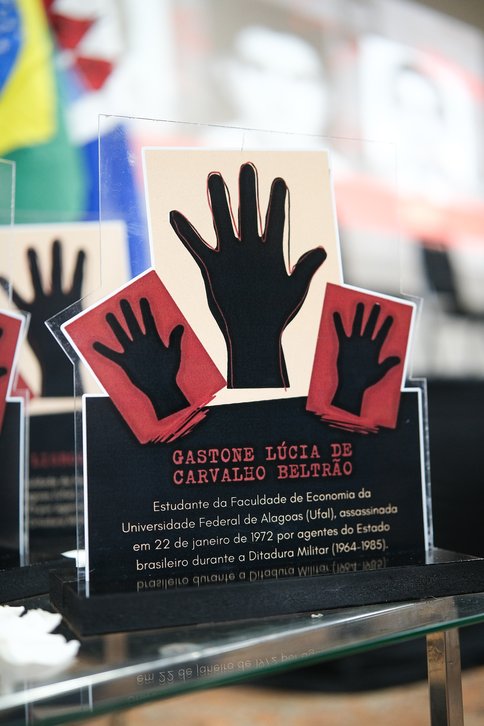 GASTONE LÚCIA DE
CARVALHO BELTRÃO
Estudante da Faculdade de Economia da
Universidade Federal de Alagoas (Ufal), assassinada
em 22 de janeiro de 1972 por agentes do Estado
brasileiro durante a Ditadura Militar (1964-1985).